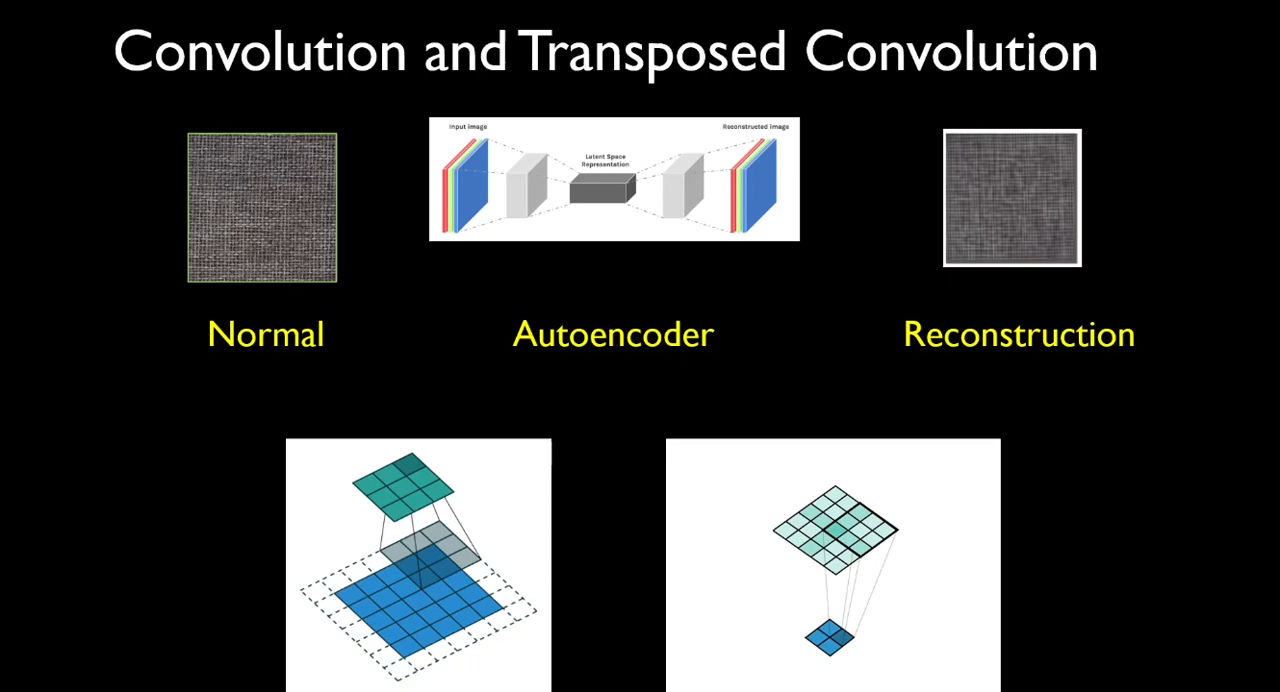 Convolution and Transposed Convolution
Input image
Reconstructed image
Latent Space
Representation
Normal
Autoencoder
Reconstruction